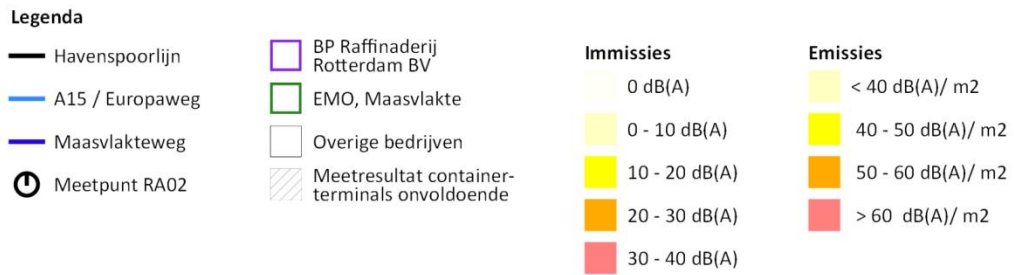 Legenda
Havenspoorlijn
A15 / Europaweg
Maasvlakteweg
Meetpunt RA02
BP Raffinaderij
Rotterdam BV
EMO, Maasvlakte
Overige bedrijven
Meetresultat container-
terminals onvoldoende
Immissies
0 dB(A)
0 - 10 dB(A)
10 - 20 dB(A)
20 - 30 dB(A)
30 - 40 dB(A)
Emissies
< 40 dB(A)/ m2
40 - 50 dB(A)/ m2
50 - 60 dB(A)/ m2
> 60 dB(A)/ m2